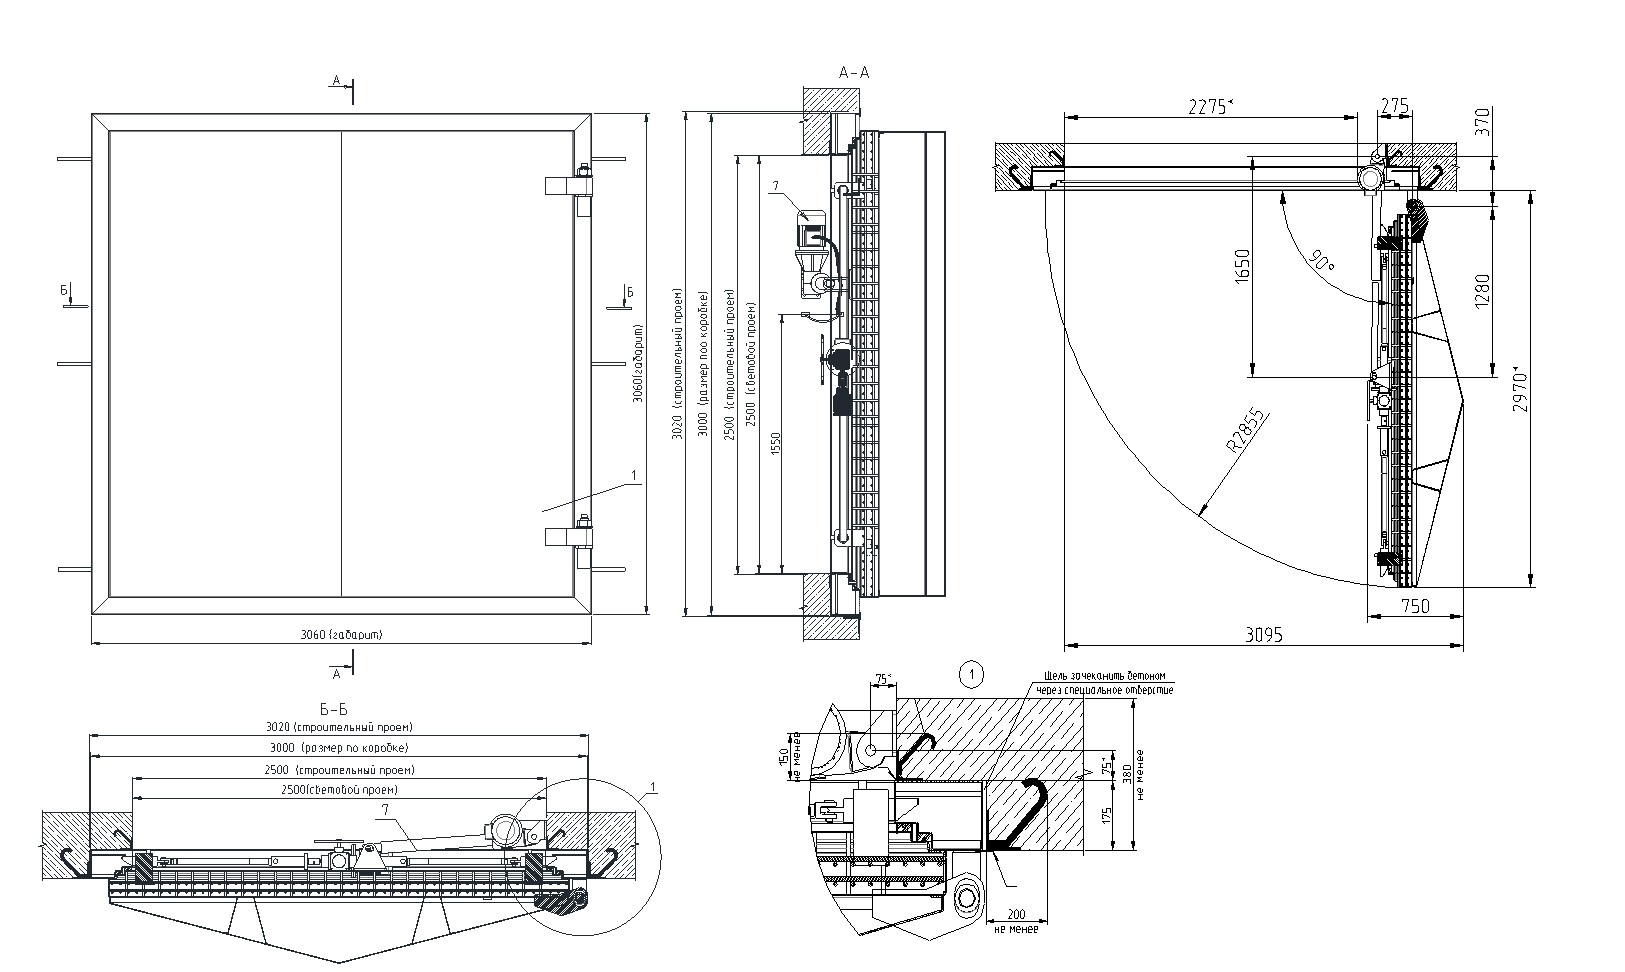 А
3060(габарит)
Б
Б
1
3060 (габарит)
А
А-А
7
3020 (строительный проем)
3000 (размер поо коробке)
2500 (строительный проем)
2500 (световой проем)
1550
2275*
275
370
1650
90°
1280
R2855
2970*
750
3095
Б-Б
3020 (строительный проем)
3000 (размер по коробке)
2500 (строительный проем)
2500(световой проем)
7
1
1
75*
Щель зачеканить бетоном
через специальное отверстие
150
не менее
75*
175
380
не менее
200
не менее